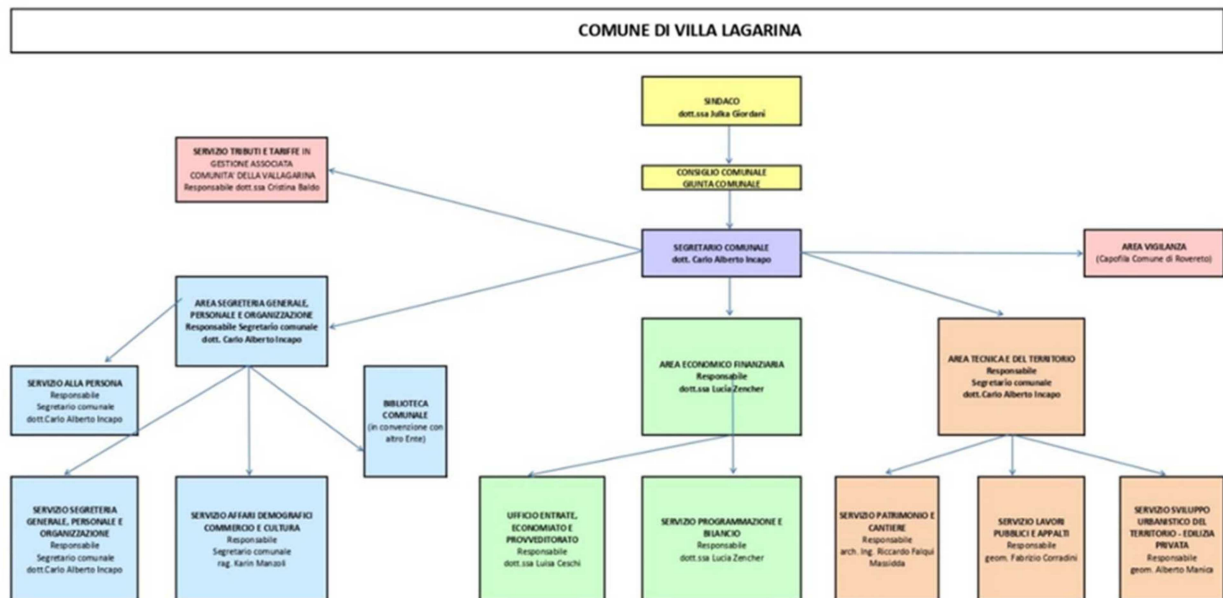 COMUNE DI VILLA LAGARINA
SINDACO
dott.ssa Julka Giordani
SERVIZIO TRIBUTI E TARIFFE IN
GESTIONE ASSOCIATA
COMUNITA' DELLA VALLAGARINA
Responsabile dott.ssa Cristina Baldo
CONSIGLIO COMUNALE
GIUNTA COMUNALE
SEGRETARIO COMUNALE
dott. Carlo Alberto Incapo
AREA VIGILANZA
(Capofila Comune di Rovereto)
AREA SEGRETERIA GENERALE,
PERSONALE E ORGANIZZAZIONE
Responsabile Segretario comunale
dott. Carlo Alberto Incapo
AREA ECONOMICO FINANZIARIA
Responsabile
dott.ssa Lucia Zencher
AREA TECNICA E DEL TERRITORIO
Responsabile
Segretario comunale
dott.Carlo Alberto Incapo
SERVIZIO ALLA PERSONA
Responsabile
Segretario comunale
dott.Carlo Alberto Incapo
BIBLIOTECA
COMUNALE
(in convenzione con
altro Ente)
SERVIZIO SEGRETERIA
GENERALE, PERSONALE E
ORGANIZZAZIONE
Responsabile
Segretario comunale
dott.Carlo Alberto Incapo
SERVIZIO AFFARI DEMOGRAFICI
COMMERCIO E CULTURA
Responsabile
Segretario comunale
rag. Karin Manzoli
UFFICIO ENTRATE,
ECONOMIATO E
PROVVEDITORATO
Responsabile
dott.ssa Luisa Ceschi
SERVIZIO PROGRAMMAZIONE E
BILANCIO
Responsabile
dott.ssa Lucia Zencher
SERVIZIO PATRIMONIO E
CANTIERE
Responsabile
arch. Ing. Riccardo Falqui
Massidda
SERVIZIO LAVORI
PUBBLICI E APPALTI
Responsabile
geom. Fabrizio Corradini
SERVIZIO SVILUPPO
URBANISTICO DEL
TERRITORIO - EDILIZIA
PRIVATA
Responsabile
geom. Alberto Manica